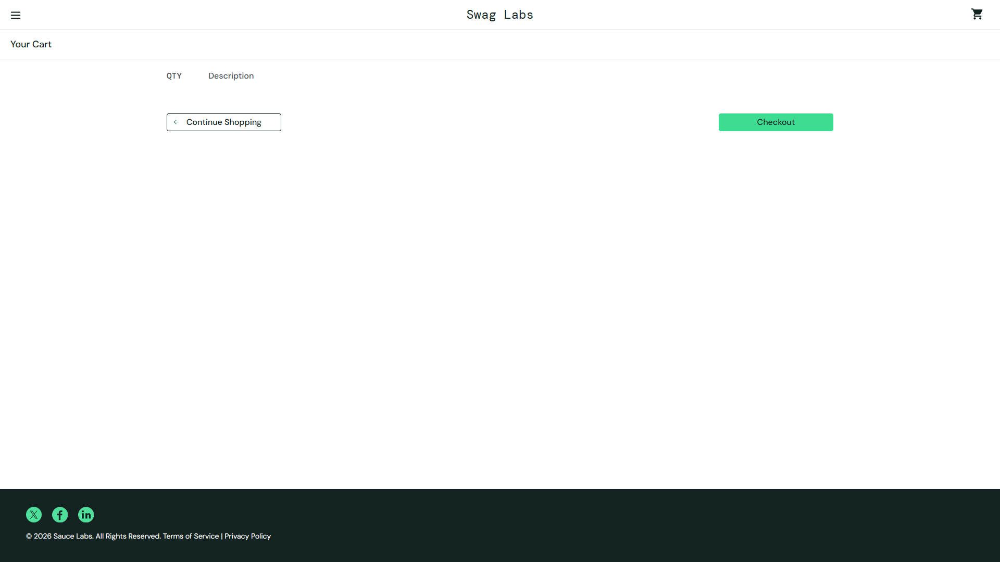 Swag Labs
Your Cart
QTY Description
Continue Shopping Checkout
© 2026 Sauce Labs. All Rights Reserved. Terms of Service | Privacy Policy